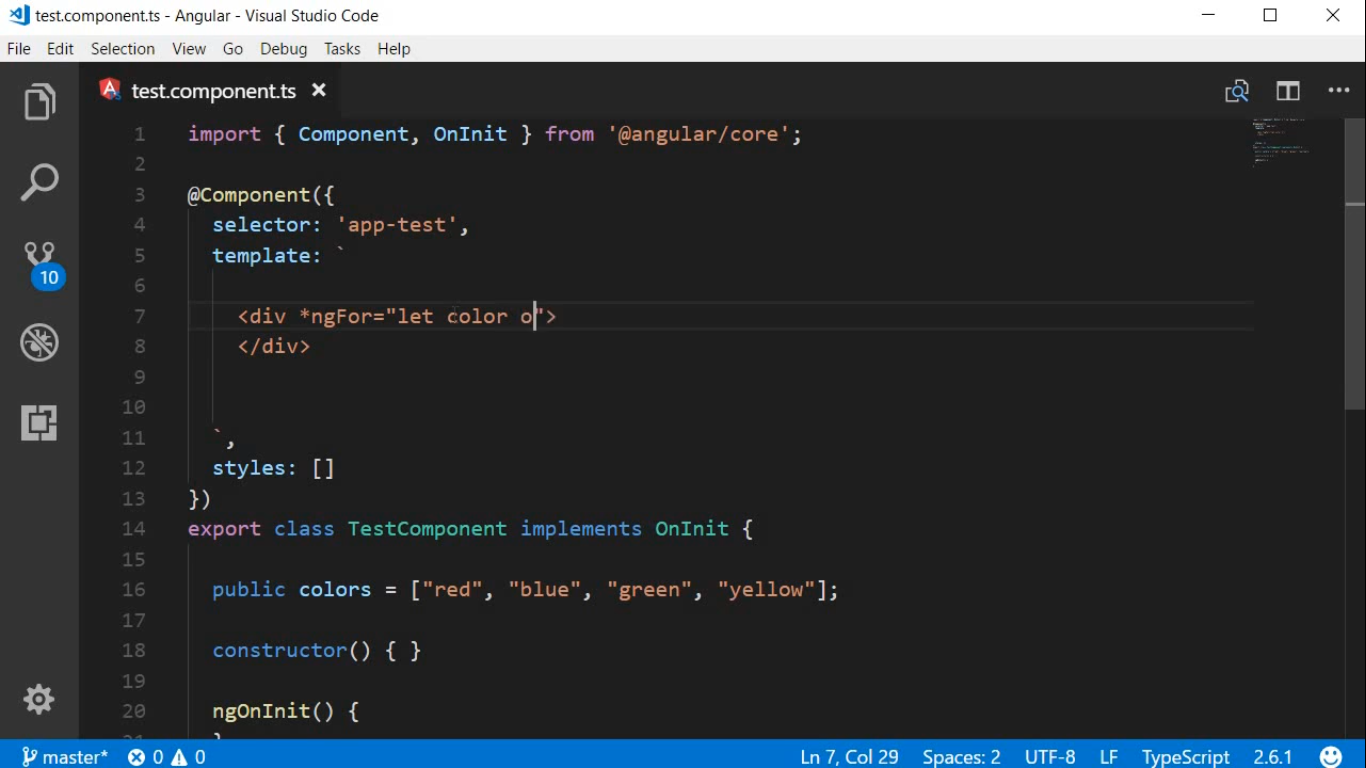 test.component.ts - Angular - Visual Studio Code
File Edit Selection View Go Debug Tasks Help
test.component.ts
1 import { Component, OnInit } from '@angular/core';
2
3 @Component({
4 selector: 'app-test',
5 template: `
6
7 <div *ngFor="let color o">
8 </div>
9
10
11 `,
12 styles: []
13 })
14 export class TestComponent implements OnInit {
15
16 public colors = ["red", "blue", "green", "yellow"];
17
18 constructor() { }
19
20 ngOnInit() {
10
master* 0 0 Ln 7, Col 29 Spaces: 2 UTF-8 LF TypeScript 2.6.1